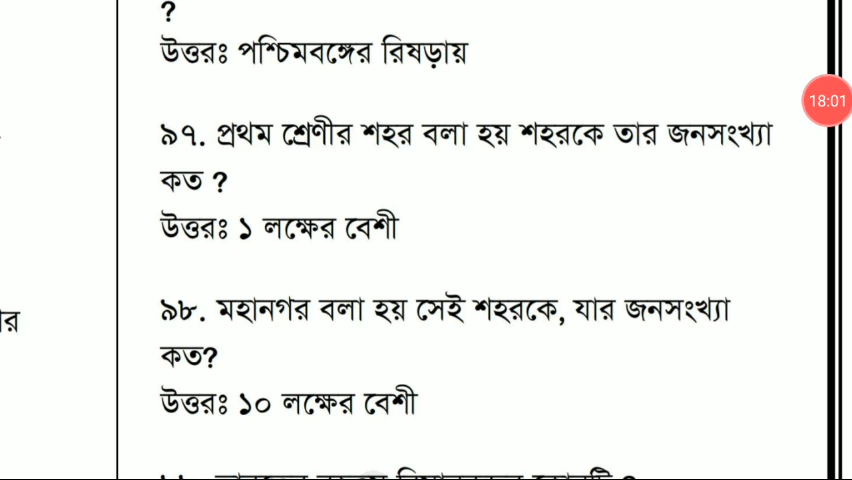 ?
উত্তরঃ পশ্চিমবঙ্গের রিষড়ায়
18:01
৯৭. প্রথম শ্রেণীর শহর বলা হয় শহরকে তার জনসংখ্যা
কত ?
উত্তরঃ ১ লক্ষের বেশী
৯৮. মহানগর বলা হয় সেই শহরকে, যার জনসংখ্যা
র
কত?
উত্তরঃ ১০ লক্ষের বেশী